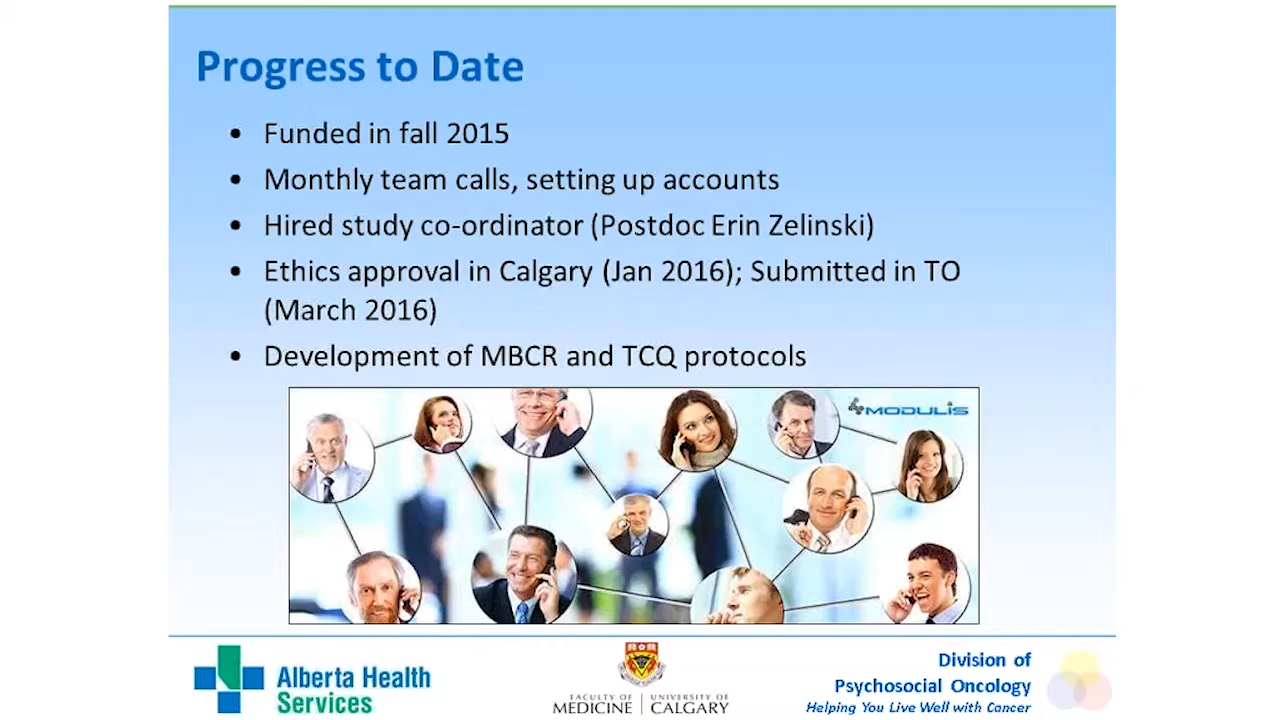 Progress to Date
• Funded in fall 2015
• Monthly team calls, setting up accounts
• Hired study co-ordinator (Postdoc Erin Zelinski)
• Ethics approval in Calgary (Jan 2016); Submitted in TO
(March 2016)
• Development of MBCR and TCQ protocols
MODULIS
Alberta Health
Services
FACULTY OF
MEDICINE
UNIVERSITY OF
CALGARY
Division of
Psychosocial Oncology
Helping You Live Well with Cancer